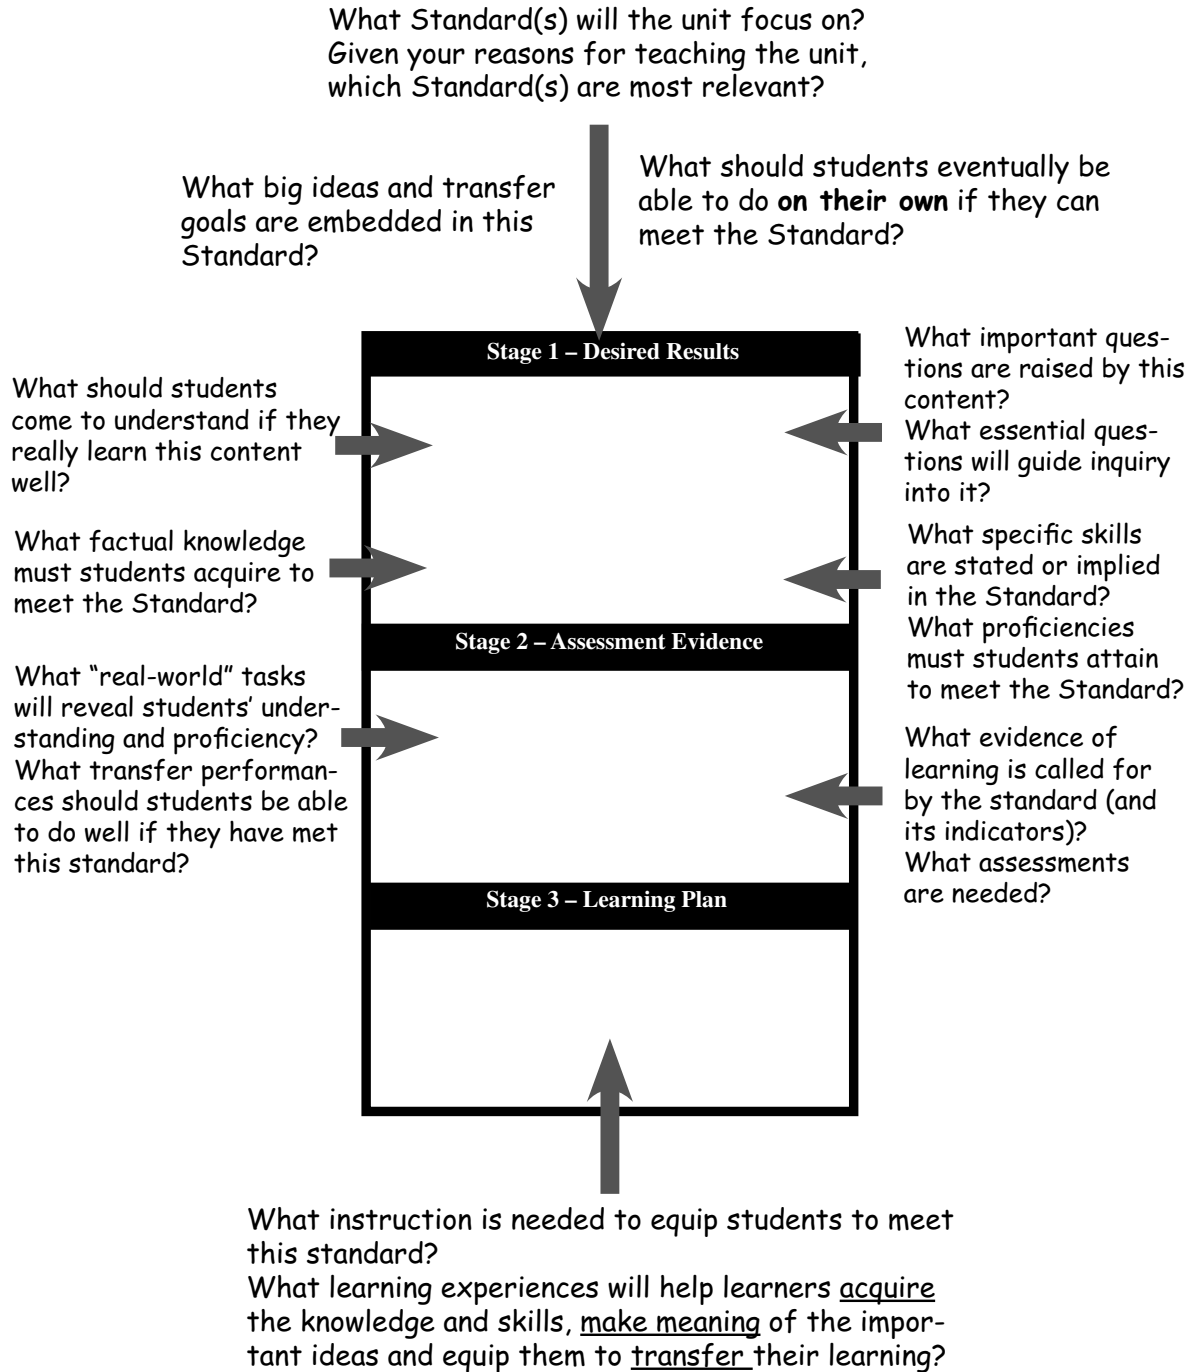 What Standard(s) will the unit focus on?
Given your reasons for teaching the unit,
which Standard(s) are most relevant?
What big ideas and transfer
goals are embedded in this
Standard?
What should students eventually be
able to do on their own if they can
meet the Standard?
Stage 1 – Desired Results
What should students
come to understand if they
really learn this content
well?
What important ques-
tions are raised by this
content?
What essential ques-
tions will guide inquiry
into it?
What factual knowledge
must students acquire to
meet the Standard?
What specific skills
are stated or implied
in the Standard?
What proficiencies
must students attain
to meet the Standard?
Stage 2 – Assessment Evidence
What “real-world” tasks
will reveal students’ under-
standing and proficiency?
What transfer performan-
ces should students be able
to do well if they have met
this standard?
What evidence of
learning is called for
by the standard (and
its indicators)?
What assessments
are needed?
Stage 3 – Learning Plan
What instruction is needed to equip students to meet
this standard?
What learning experiences will help learners acquire
the knowledge and skills, make meaning of the impor-
tant ideas and equip them to transfer their learning?